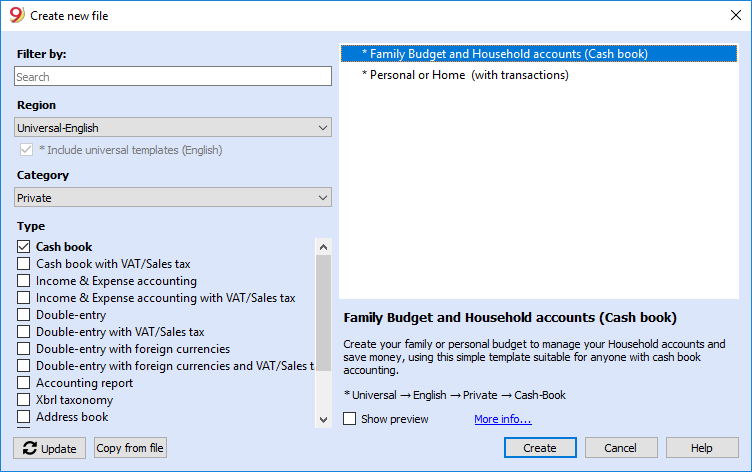 9 Create new file
Filter by:
Search
Region
Universal-English
* Include universal templates (English)
Category
Private
Type
Cash book
Cash book with VAT/Sales tax
Income & Expense accounting
Income & Expense accounting with VAT/Sales tax
Double-entry
Double-entry with VAT/Sales tax
Double-entry with foreign currencies
Double-entry with foreign currencies and VAT/Sales t
Accounting report
Xbrl taxonomy
Address book
* Family Budget and Household accounts (Cash book)
* Personal or Home (with transactions)
Family Budget and Household accounts (Cash book)
Create your family or personal budget to manage your Household accounts and
save money, using this simple template suitable for anyone with cash book
accounting.
* Universal → English → Private → Cash-Book
Show preview More info...
Update Copy from file Create Cancel Help